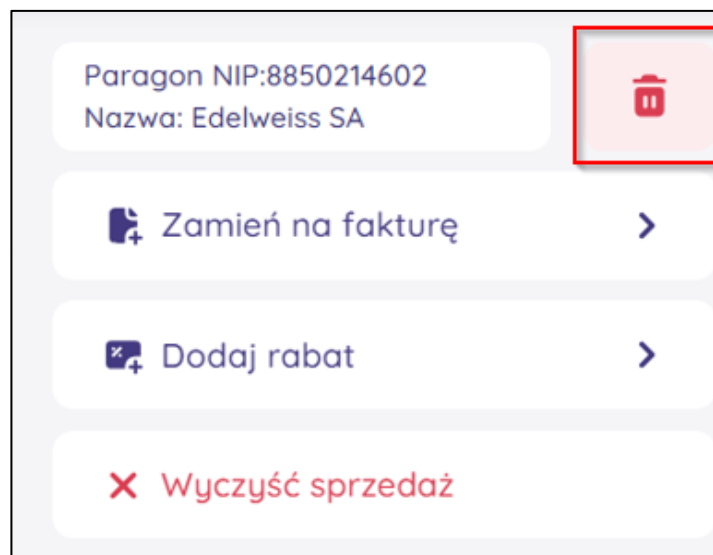 Paragon NIP:8850214602
Nazwa: Edelweiss SA
Zamień na fakturę
Dodaj rabat
Wyczyść sprzedaż